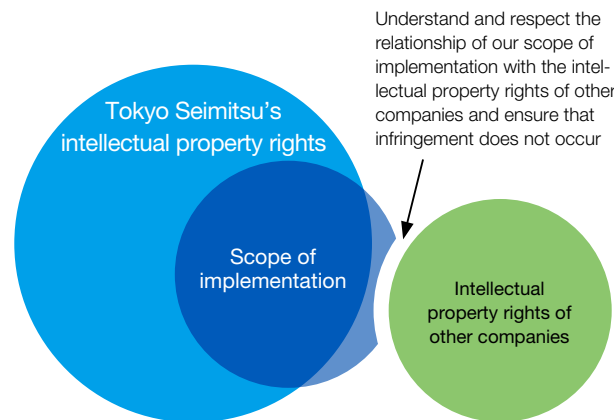 Understand and respect the
relationship of our scope of
implementation with the intel-
lectual property rights of other
companies and ensure that
infringement does not occur
Tokyo Seimitsu's
intellectual property rights
Scope of
implementation
Intellectual
property rights of
other companies